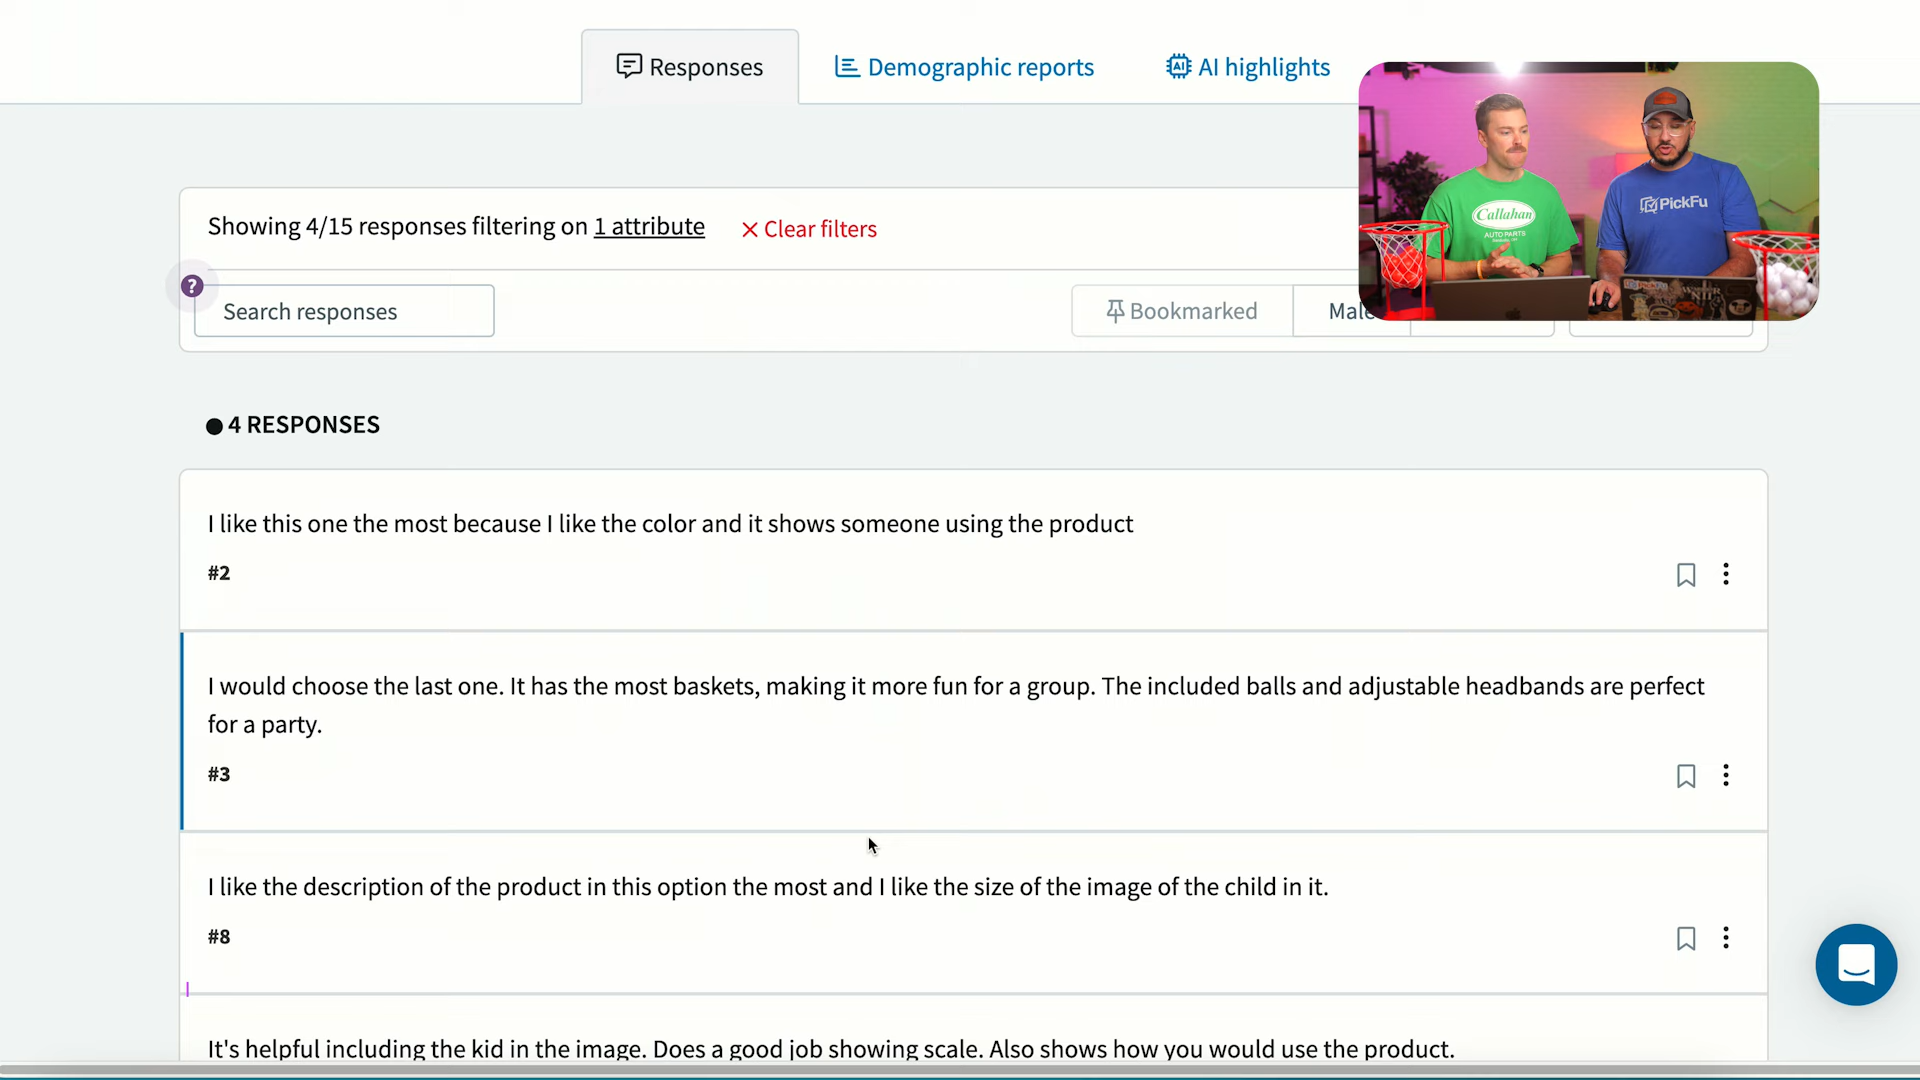 Responses
Demographic reports
AI highlights
Showing 4/15 responses filtering on 1 attribute
Clear filters
?
Search responses
Bookmarked
Male
Callahan
AUTO PARTS
PickFu
4 RESPONSES
I like this one the most because I like the color and it shows someone using the product
#2
I would choose the last one. It has the most baskets, making it more fun for a group. The included balls and adjustable headbands are perfect
for a party.
#3
I like the description of the product in this option the most and I like the size of the image of the child in it.
#8
It's helpful including the kid in the image. Does a good job showing scale. Also shows how you would use the product.